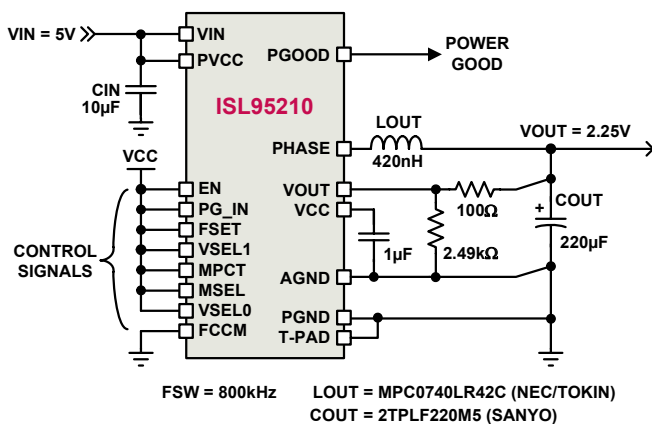 VIN = 5V
VIN
PVCC
PGOOD
POWER
GOOD
CIN
10µF
ISL95210
LOUT
420nH
VOUT = 2.25V
PHASE
VCC
EN
PG_IN
FSET
VSEL1
MPCT
MSEL
VSEL0
FCCM
CONTROL
SIGNALS
VOUT
VCC
AGND
PGND
T-PAD
100Ω
1µF
2.49kΩ
+
COUT
220µF
FSW = 800kHz
LOUT = MPC0740LR42C (NEC/TOKIN)
COUT = 2TPLF220M5 (SANYO)